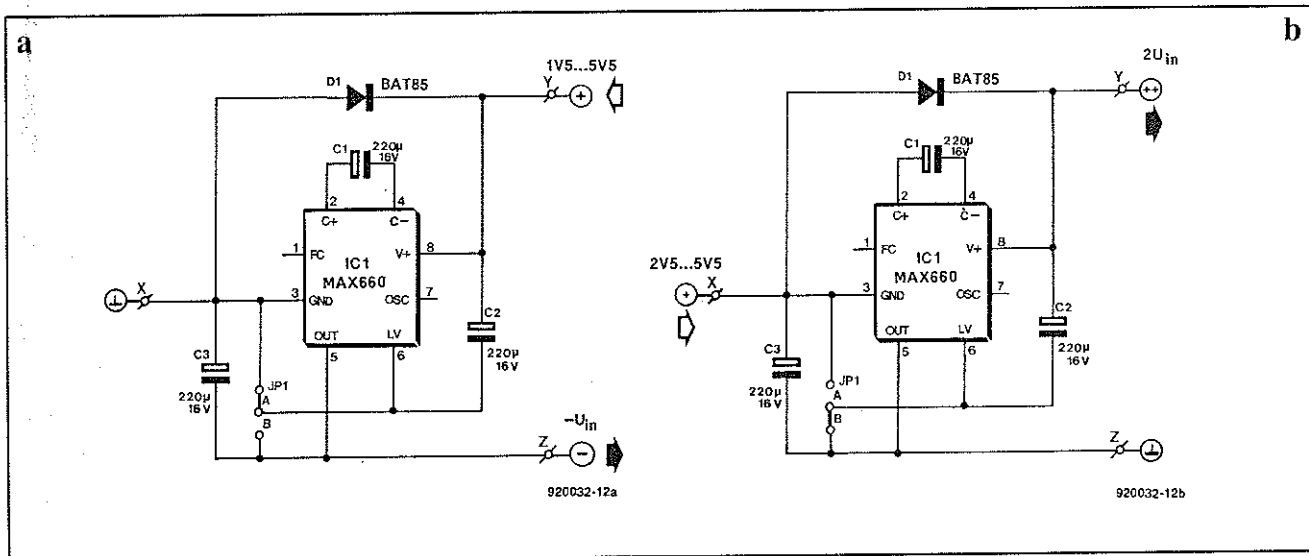 a
1V5...5V5
D1
BAT85
Y
+
C1
220µ
16V
2
4
C+
C−
1
FC
V+
8
IC1
MAX660
X
3
GND
OSC
7
OUT
LV
5
6
C2
220µ
16V
C3
220µ
16V
JP1
A
B
−Uin
Z
−
920032-12a
b
2Uin
D1
BAT85
Y
++
C1
220µ
16V
2
4
C+
C−
1
FC
V+
8
IC1
MAX660
2V5...5V5
+
X
3
GND
OSC
7
OUT
LV
5
6
C2
220µ
16V
C3
220µ
16V
JP1
A
B
Z
920032-12b